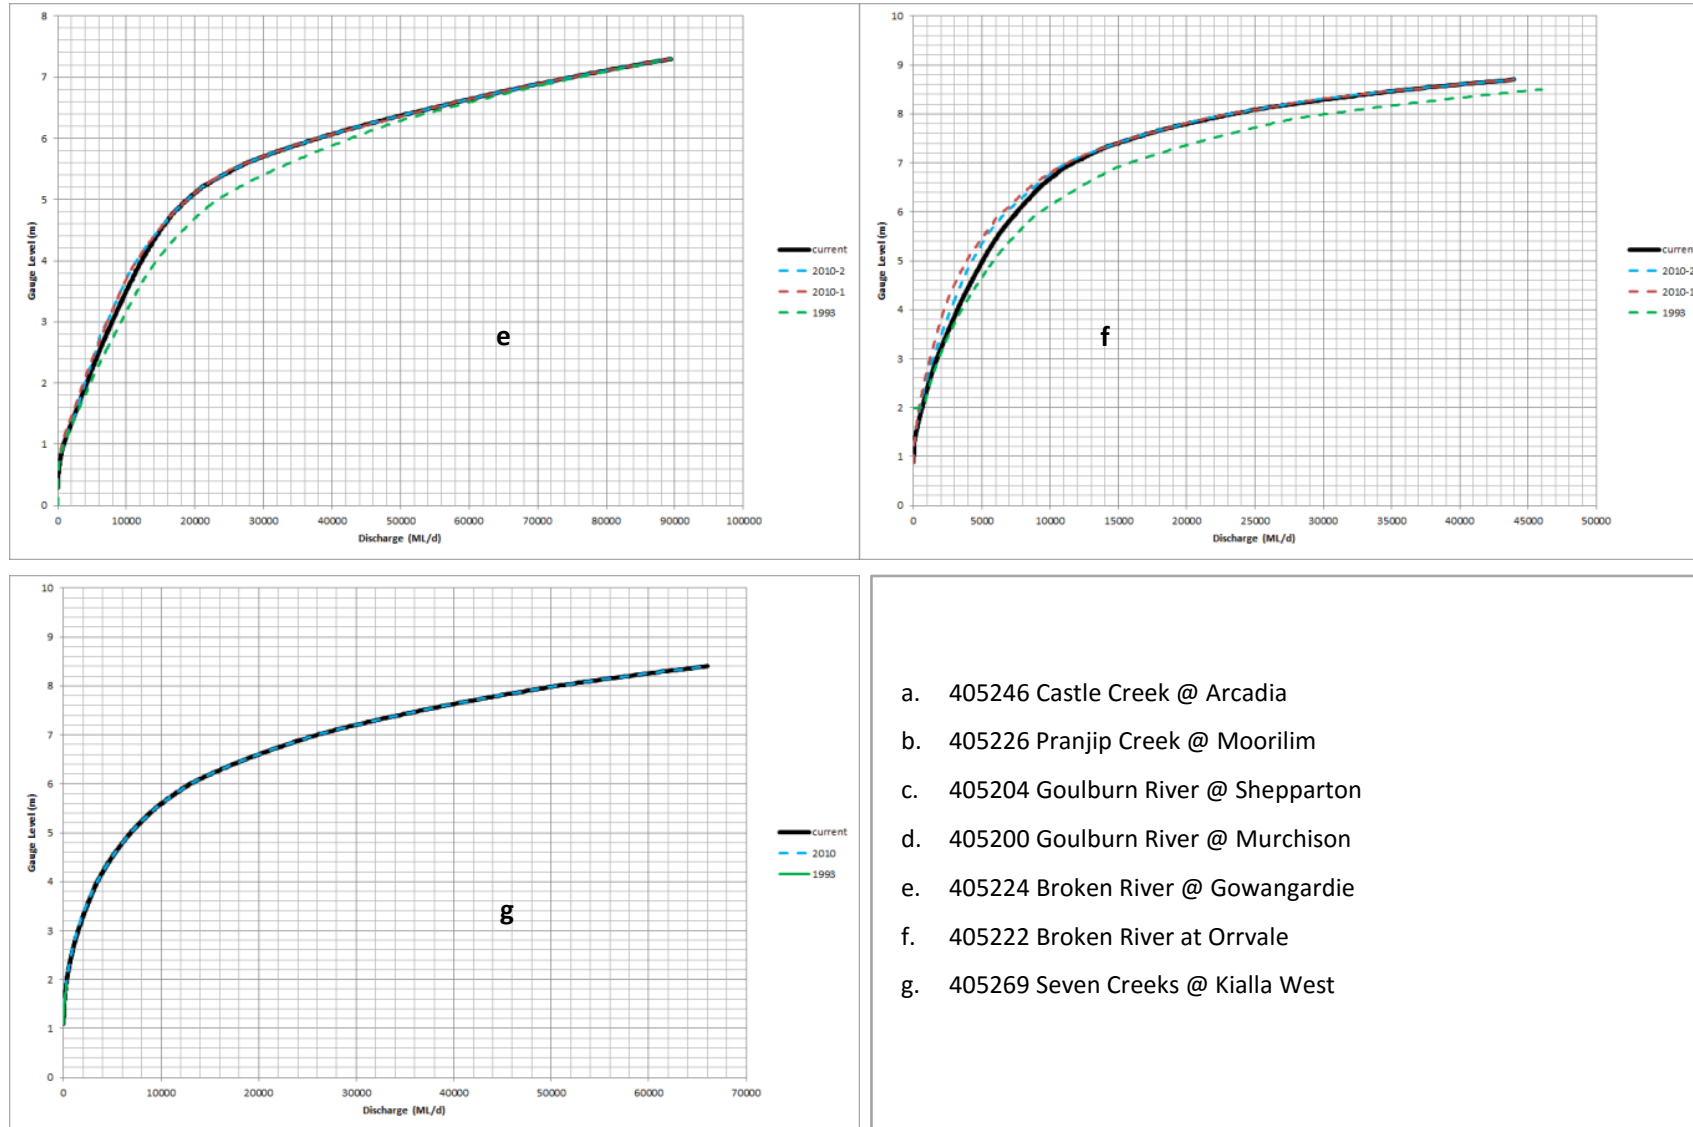 8
7
6
5
4
3
2
1
0
Gauge Level (m)
0 10000 20000 30000 40000 50000 60000 70000 80000 90000 100000
Discharge (ML/d)
current
2010-2
2010-1
1993
e
10
9
8
7
6
5
4
3
2
1
0
Gauge Level (m)
0 5000 10000 15000 20000 25000 30000 35000 40000 45000 50000
Discharge (ML/d)
current
2010-2
2010-1
1993
f
10
9
8
7
6
5
4
3
2
1
0
Gauge Level (m)
0 10000 20000 30000 40000 50000 60000 70000
Discharge (ML/d)
current
2010
1993
g
a. 405246 Castle Creek @ Arcadia
b. 405226 Pranjip Creek @ Moorilim
c. 405204 Goulburn River @ Shepparton
d. 405200 Goulburn River @ Murchison
e. 405224 Broken River @ Gowangardie
f. 405222 Broken River at Orrvale
g. 405269 Seven Creeks @ Kialla West